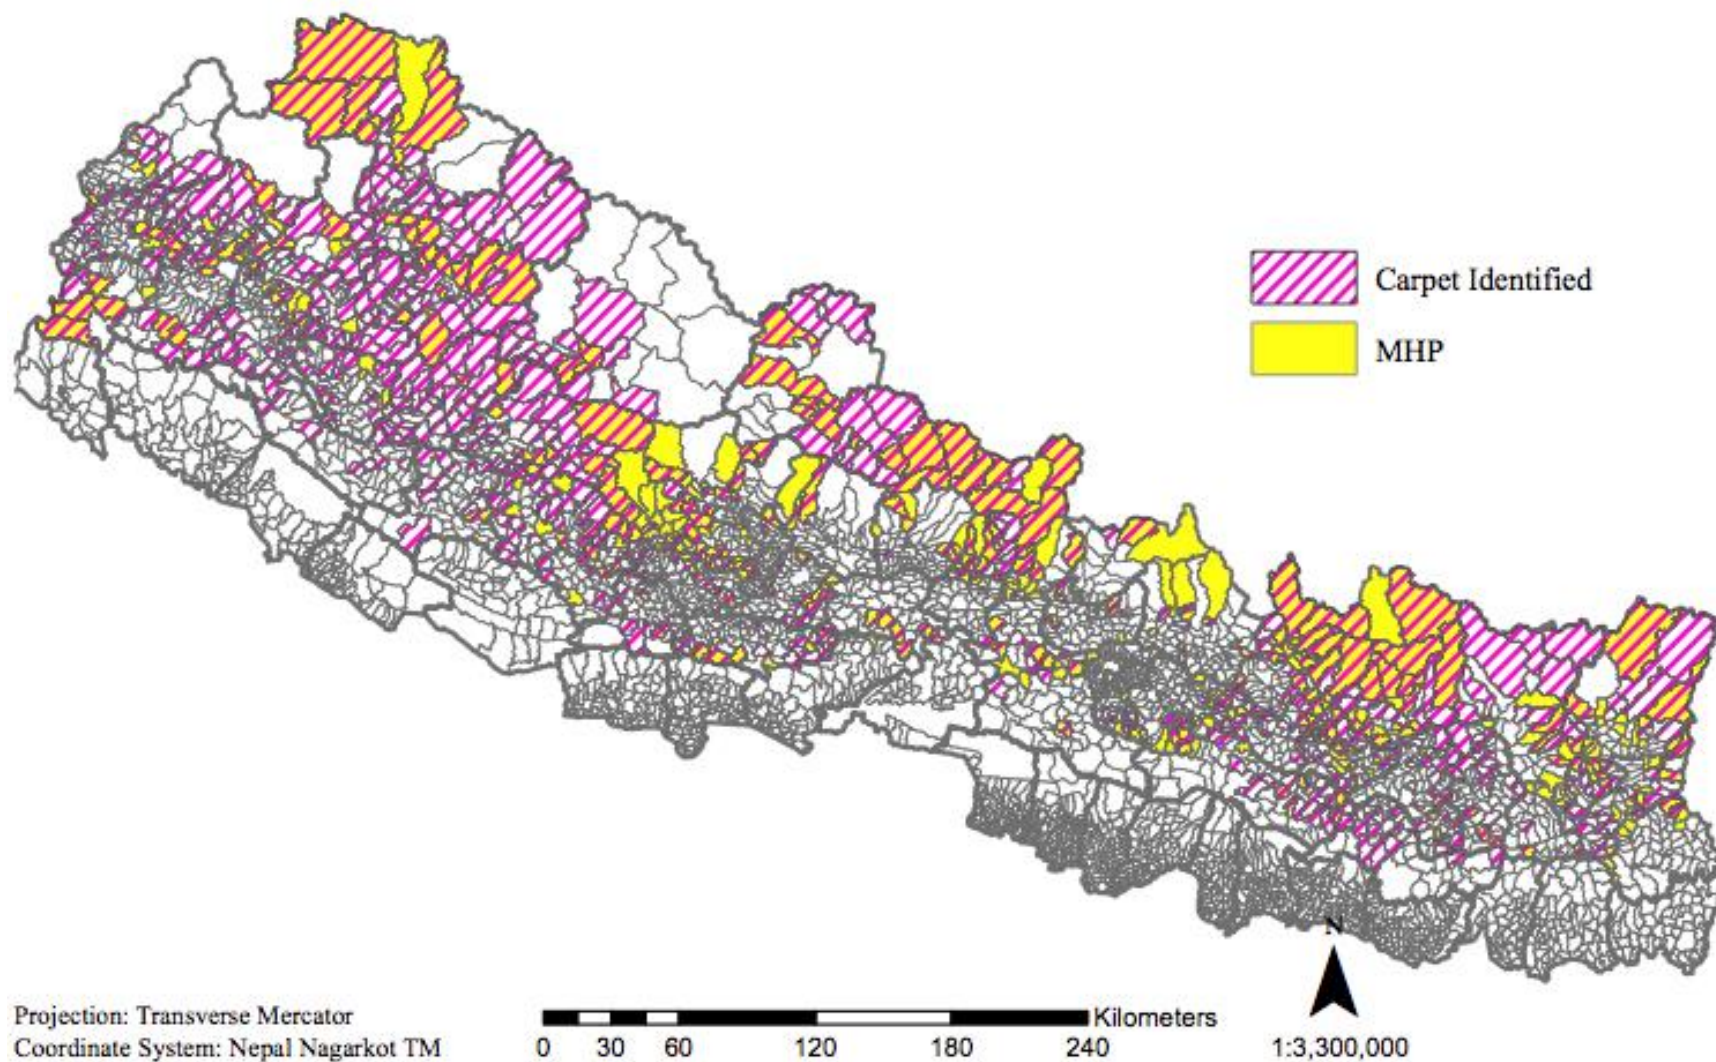 Carpet Identified
MHP
N
Projection: Transverse Mercator
Coordinate System: Nepal Nagarkot TM
Kilometers
0 30 60 120 180 240
1:3,300,000